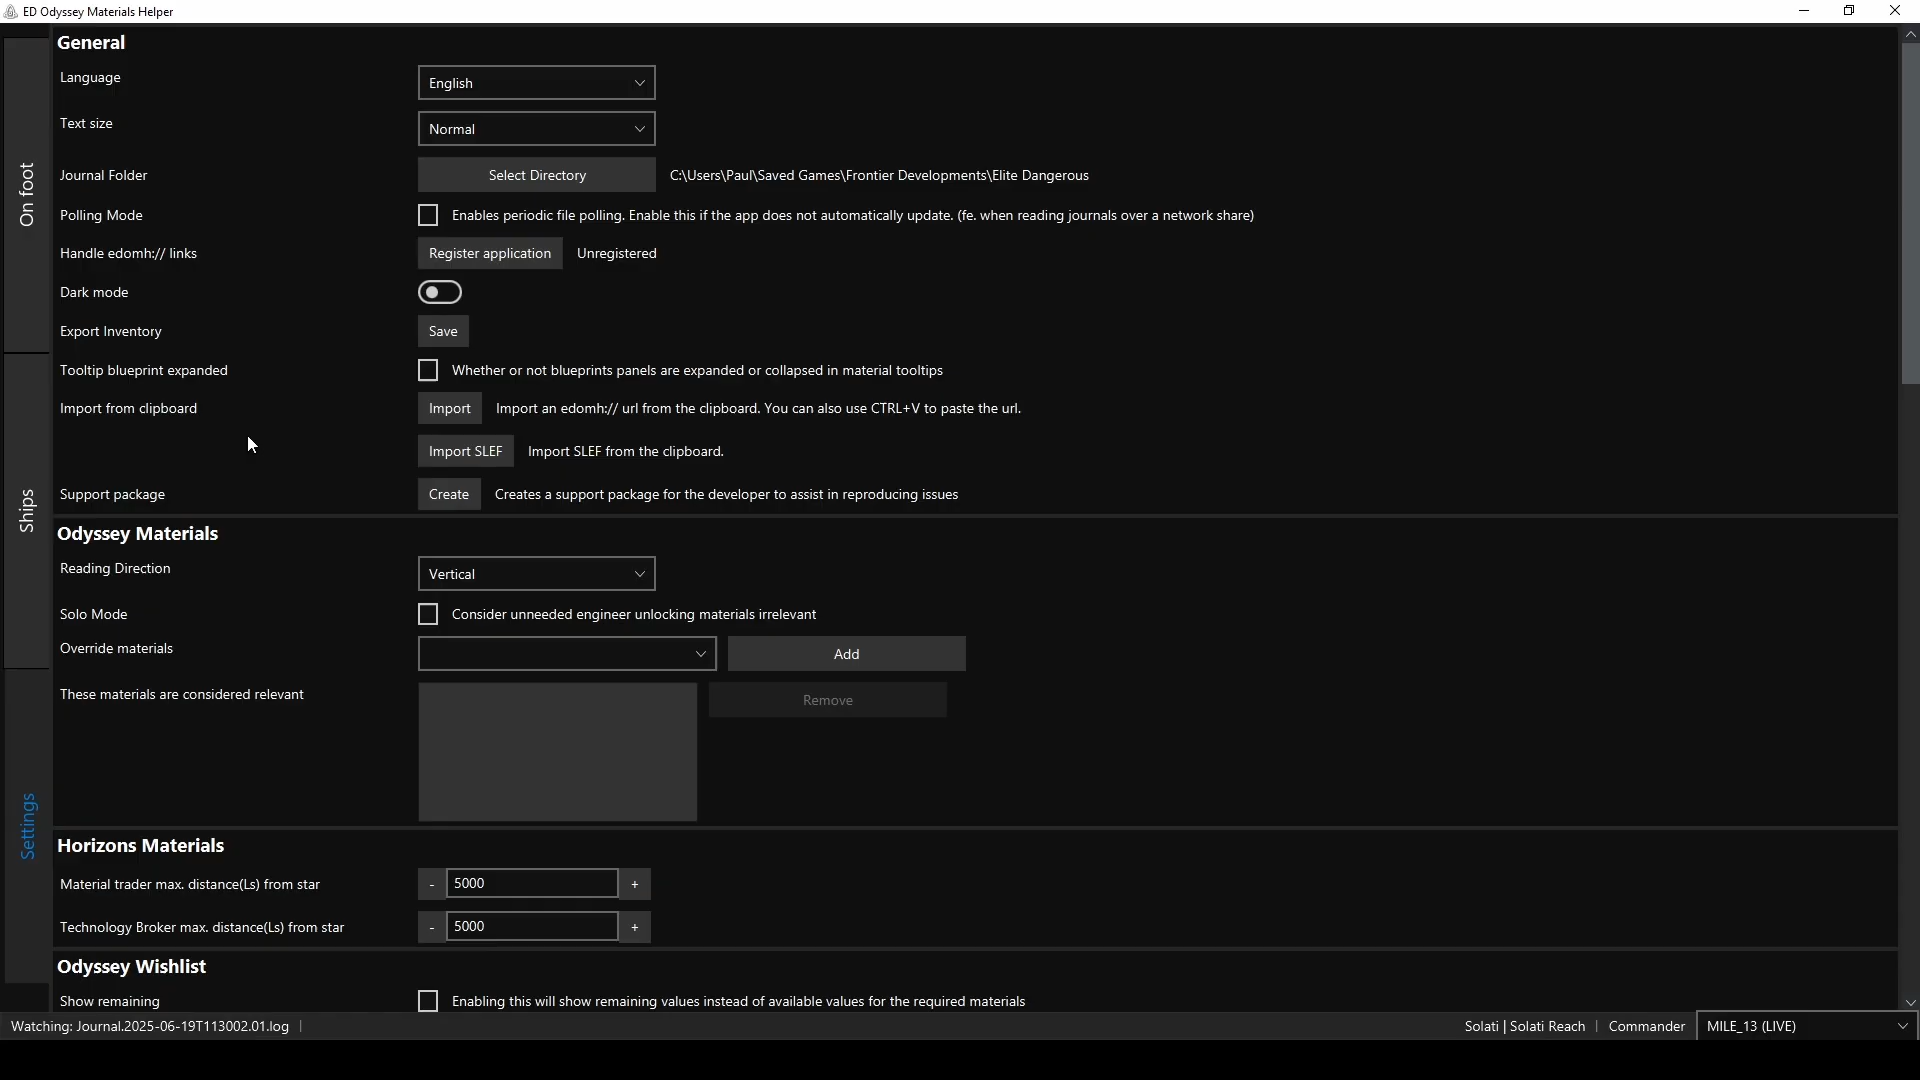 ED Odyssey Materials Helper
On foot
Ships
Settings
General
Language
English
Text size
Normal
Journal Folder
Select Directory
C:\Users\Paul\Saved Games\Frontier Developments\Elite Dangerous
Polling Mode
Enables periodic file polling. Enable this if the app does not automatically update. (fe. when reading journals over a network share)
Handle edomh:// links
Register application
Unregistered
Dark mode
Export Inventory
Save
Tooltip blueprint expanded
Whether or not blueprints panels are expanded or collapsed in material tooltips
Import from clipboard
Import
Import an edomh:// url from the clipboard. You can also use CTRL+V to paste the url.
Import SLEF
Import SLEF from the clipboard.
Support package
Create
Creates a support package for the developer to assist in reproducing issues
Odyssey Materials
Reading Direction
Vertical
Solo Mode
Consider unneeded engineer unlocking materials irrelevant
Override materials
Add
These materials are considered relevant
Remove
Horizons Materials
Material trader max. distance(Ls) from star
-
5000
+
Technology Broker max. distance(Ls) from star
-
5000
+
Odyssey Wishlist
Show remaining
Enabling this will show remaining values instead of available values for the required materials
Watching: Journal.2025-06-19T113002.01.log |
Solati | Solati Reach | Commander
MILE_13 (LIVE)